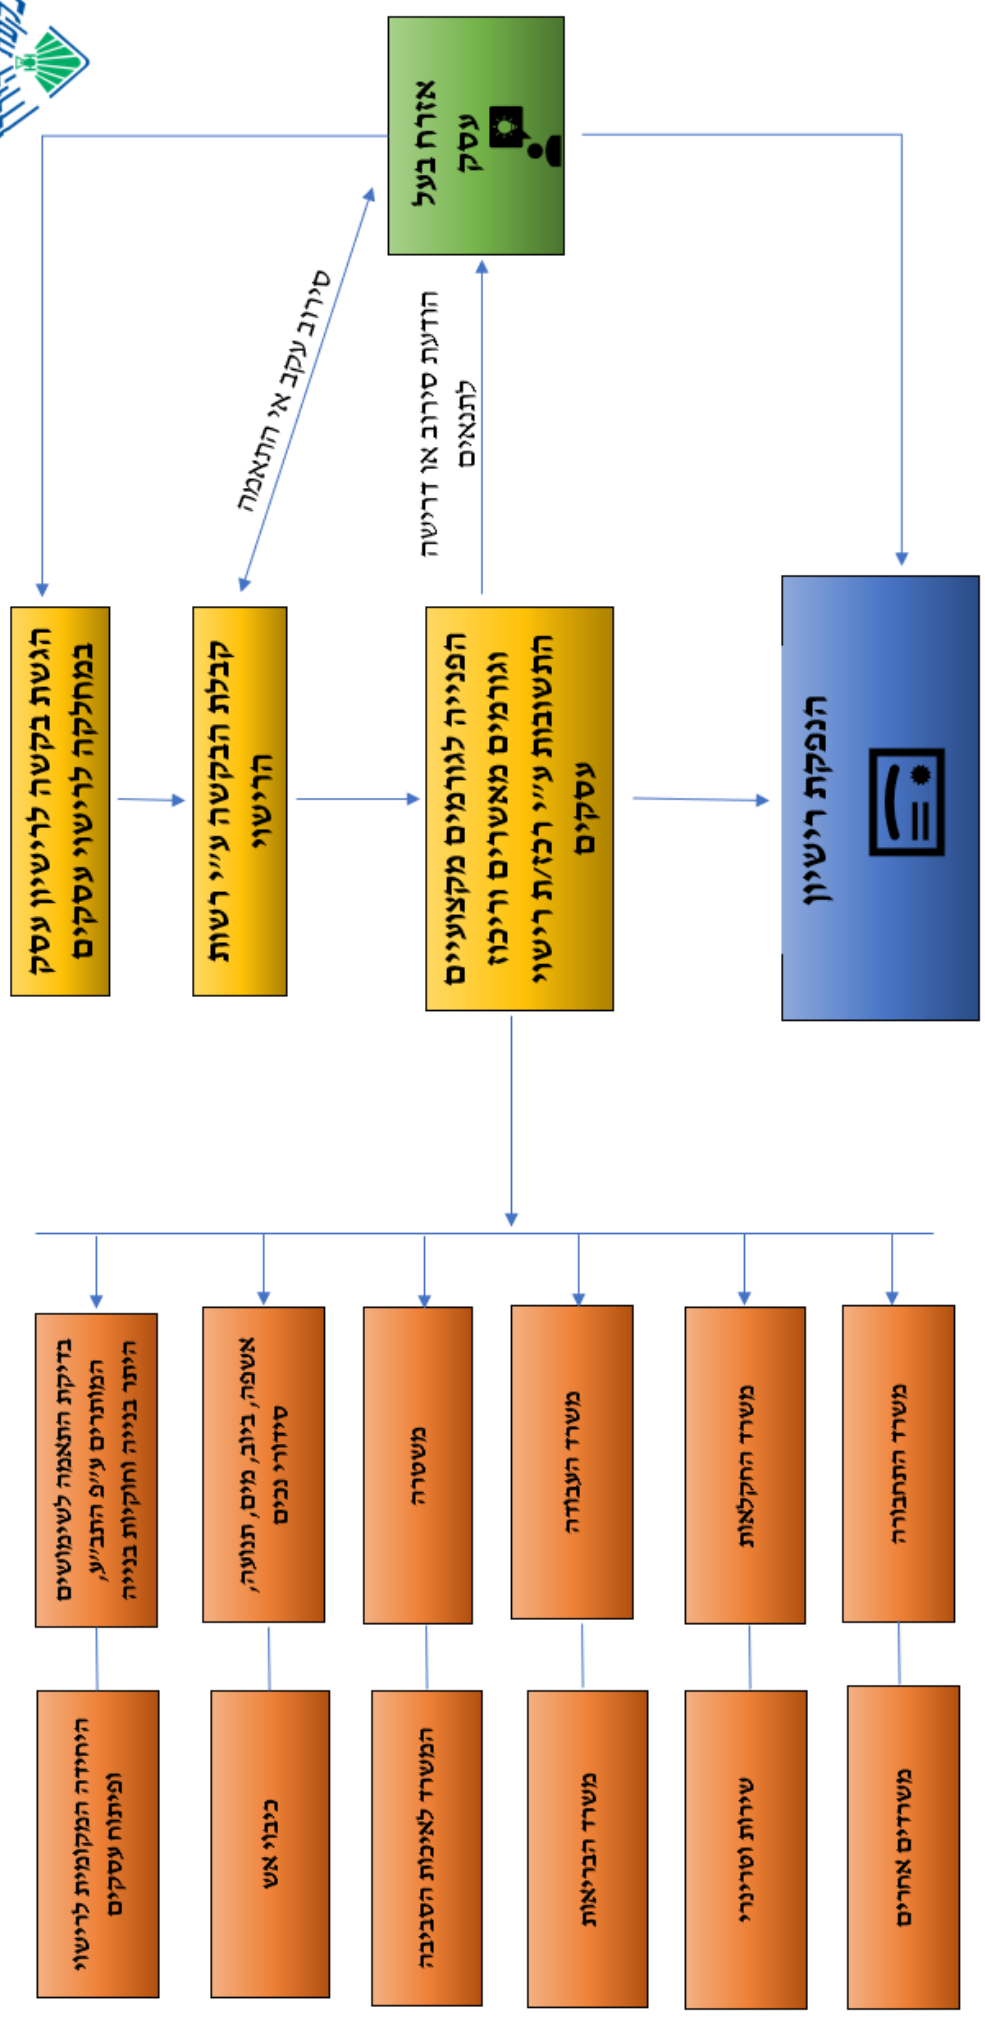 אזרח בעל
עסק
סירוב עקב אי התאמה
הודעת סירוב או דרישה
לתנאים
הגשת בקשה לרישיון עסק
במחלקה לרישוי עסקים
קבלת הבקשה ע״י רשות
הרישוי
הפנייה לגורמים מקצועיים
וגורמים מאשרים וריכוז
התשובות ע״י רכז/ת רישוי
עסקים
הנפקת רישיון
בדיקת התאמה לשימושים
המותרים ע״פ התב״ע,
היתר בנייה וחוקיות בנייה
אשפה, ביוב, מים, תנועה,
סידורי נכים
משטרה
משרד העבודה
משרד החקלאות
משרד התחבורה
היחידה המקומית לרישוי
ופיתוח עסקים
כיבוי אש
המשרד לאיכות הסביבה
משרד הבריאות
שירות וטרינרי
משרדים אחרים